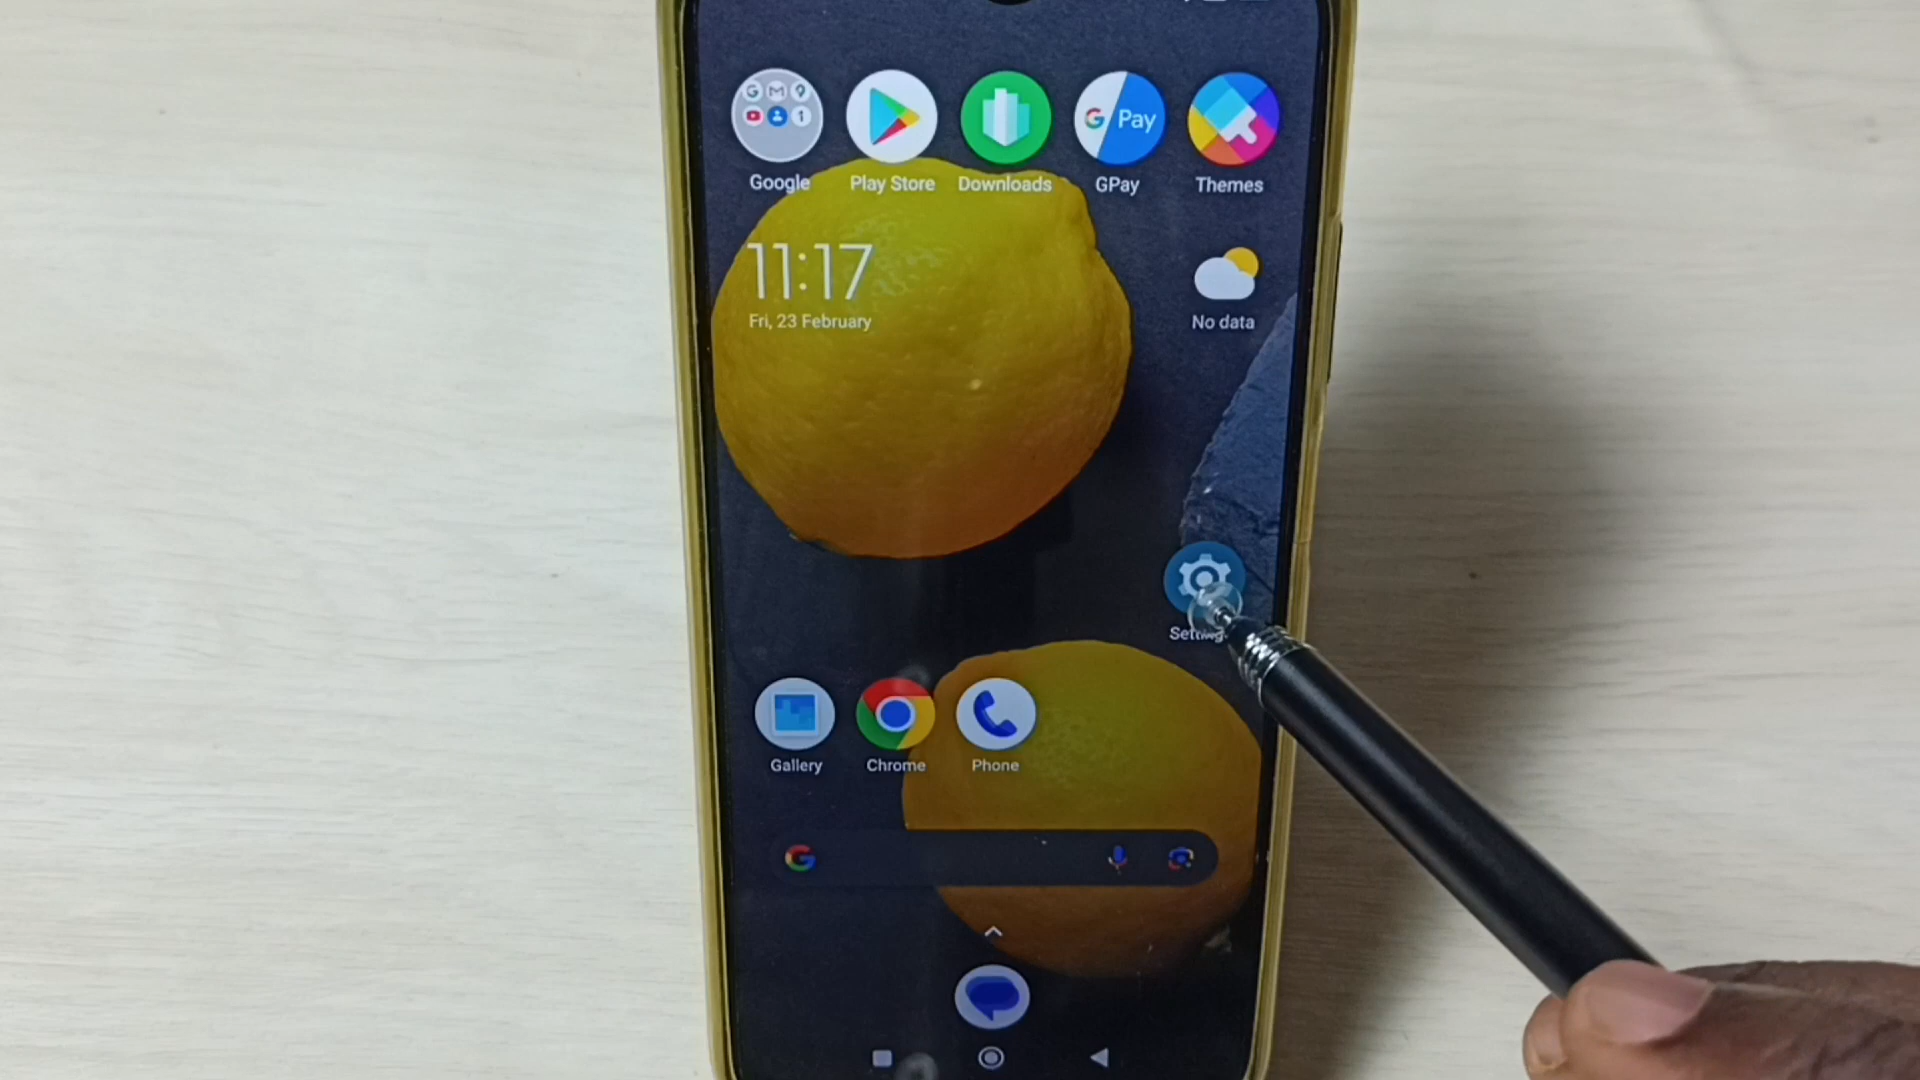 Google Play Store Downloads GPay Themes
G Pay
11:17
Fri, 23 February
No data
Gallery Chrome Phone